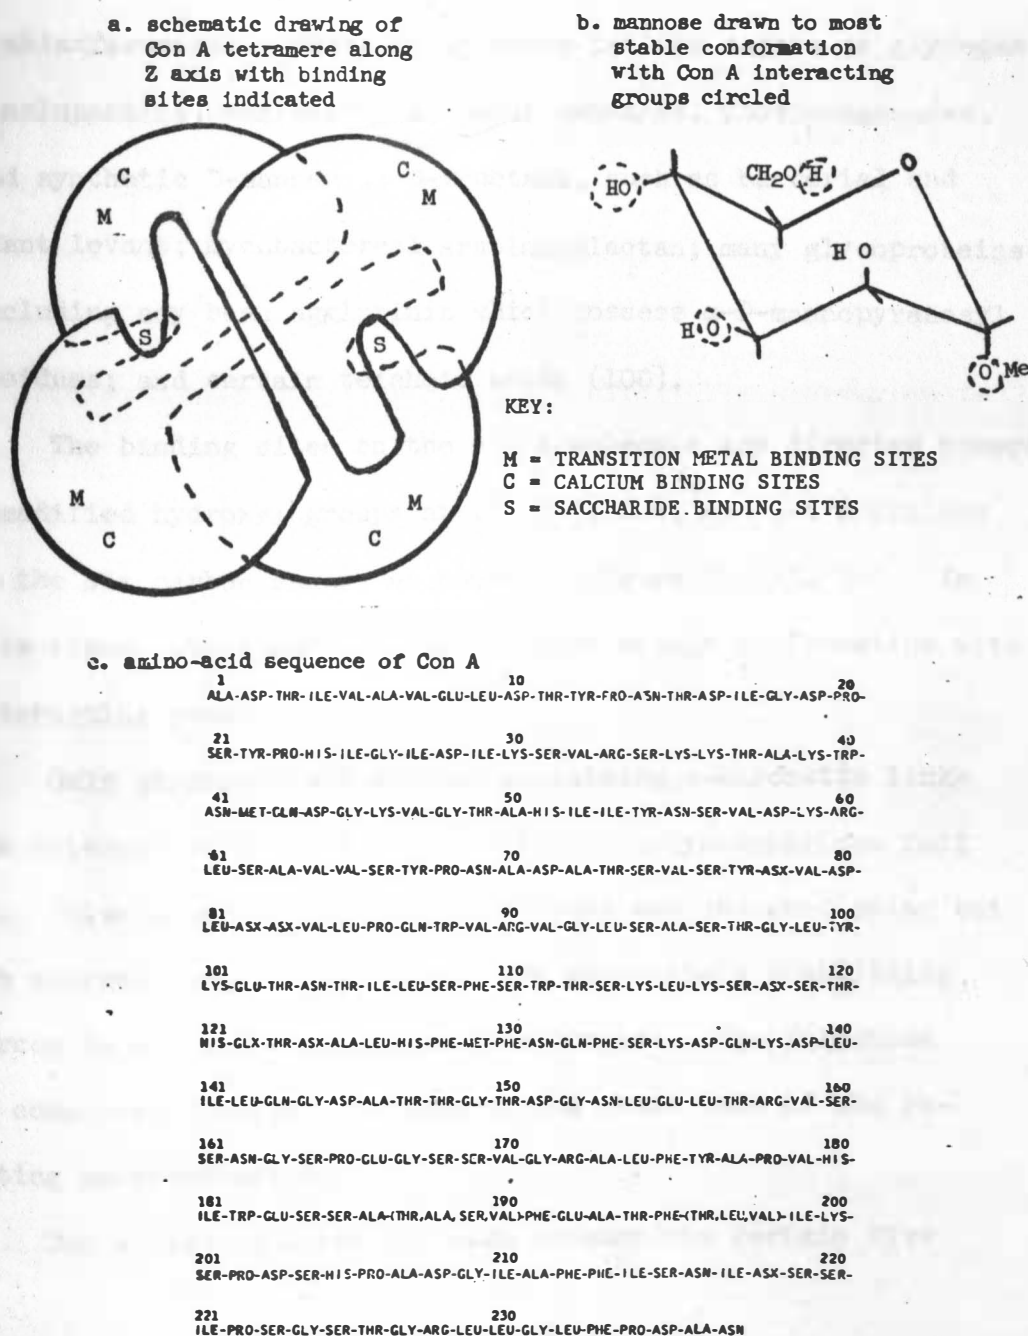 a. schematic drawing of
Con A tetramere along
Z axis with binding
sites indicated
b. mannose drawn to most
stable conformation
with Con A interacting
groups circled
C
M
C
M
S
S
M
C
M
C
HO
CH2O H
O
H O
H O
O Me
KEY:
M = TRANSITION METAL BINDING SITES
C = CALCIUM BINDING SITES
S = SACCHARIDE BINDING SITES
c. amino-acid sequence of Con A
1 10 20
ALA-ASP-THR-ILE-VAL-ALA-VAL-GLU-LEU-ASP-THR-TYR-PRO-ASN-THR-ASP-ILE-GLY-ASP-PRO-
21 30 40
SER-TYR-PRO-HIS-ILE-GLY-ILE-ASP-ILE-LYS-SER-VAL-ARG-SER-LYS-LYS-THR-ALA-LYS-TRP-
41 50 60
ASN-MET-GLN-ASP-GLY-LYS-VAL-GLY-THR-ALA-HIS-ILE-ILE-TYR-ASN-SER-VAL-ASP-LYS-ARG-
61 70 80
LEU-SER-ALA-VAL-VAL-SER-TYR-PRO-ASN-ALA-ASP-ALA-THR-SER-VAL-SER-TYR-ASX-VAL-ASP-
81 90 100
LEU-ASX-ASX-VAL-LEU-PRO-GLN-TRP-VAL-ARG-VAL-GLY-LEU-SER-ALA-SER-THR-GLY-LEU-TYR-
101 110 120
LYS-GLU-THR-ASN-THR-ILE-LEU-SER-PHE-SER-TRP-THR-SER-LYS-LEU-LYS-SER-ASX-SER-THR-
121 130 140
HIS-GLX-THR-ASX-ALA-LEU-HIS-PHE-MET-PHE-ASN-GLN-PHE-SER-LYS-ASP-GLN-LYS-ASP-LEU-
141 150 160
ILE-LEU-GLN-GLY-ASP-ALA-THR-THR-GLY-THR-ASP-GLY-ASN-LEU-GLU-LEU-THR-ARG-VAL-SER-
161 170 180
SER-ASN-GLY-SER-PRO-GLU-GLY-SER-SER-VAL-GLY-ARG-ALA-LEU-PHE-TYR-ALA-PRO-VAL-HIS-
181 190 200
ILE-TRP-GLU-SER-SER-ALA-(THR,ALA,SER,VAL)-PHE-GLU-ALA-THR-PHE-(THR,LEU,VAL)-ILE-LYS-
201 210 220
SER-PRO-ASP-SER-HIS-PRO-ALA-ASP-GLY-ILE-ALA-PHE-PHE-ILE-SER-ASN-ILE-ASX-SER-SER-
221 230
ILE-PRO-SER-GLY-SER-THR-GLY-ARG-LEU-LEU-GLY-LEU-PHE-PRO-ASP-ALA-ASN